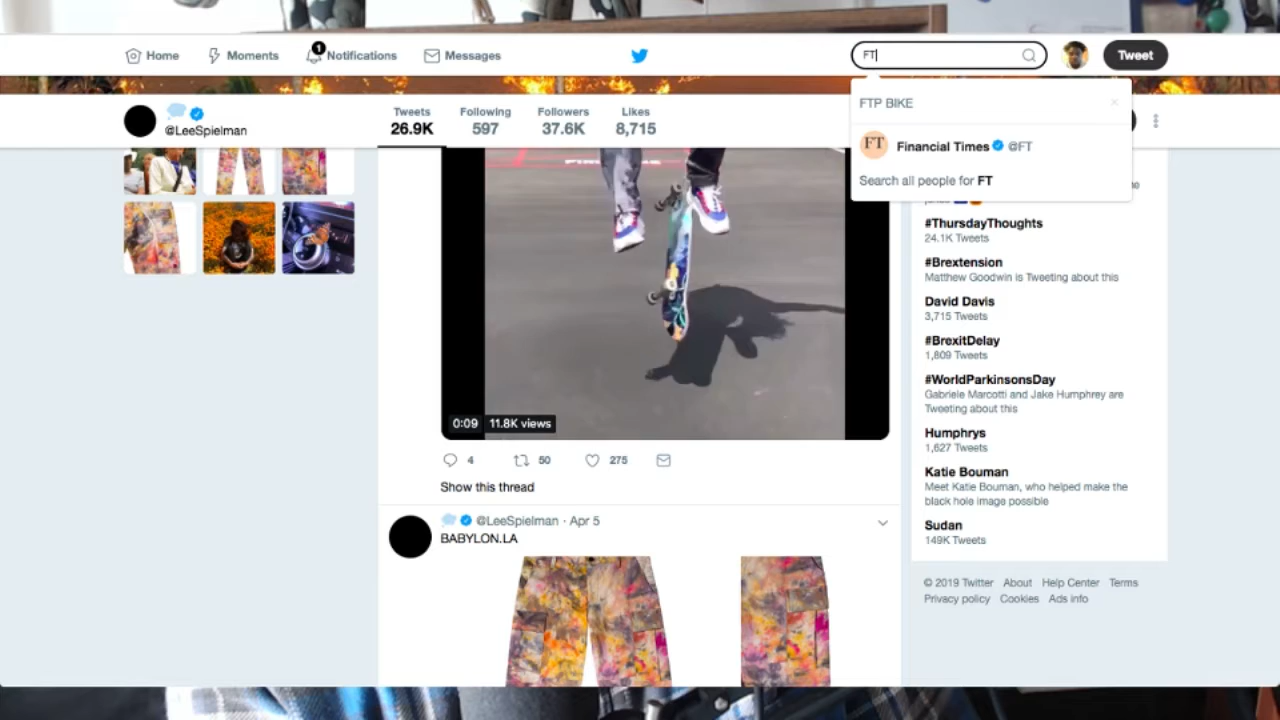 Home
Moments
1
Notifications
Messages
FT
Tweet
@LeeSpielman
Tweets
26.9K
Following
597
Followers
37.6K
Likes
8,715
FTP BIKE
FT
Financial Times @FT
Search all people for FT
#ThursdayThoughts
24.1K Tweets
#Brextension
Matthew Goodwin is Tweeting about this
David Davis
3,715 Tweets
#BrexitDelay
1,809 Tweets
#WorldParkinsonsDay
Gabriele Marcotti and Jake Humphrey are
Tweeting about this
Humphrys
1,627 Tweets
Katie Bouman
Meet Katie Bouman, who helped make the
black hole image possible
Sudan
149K Tweets
© 2019 Twitter About Help Center Terms
Privacy policy Cookies Ads info
0:09 11.8K views
4 50 275
Show this thread
@LeeSpielman · Apr 5
BABYLON.LA